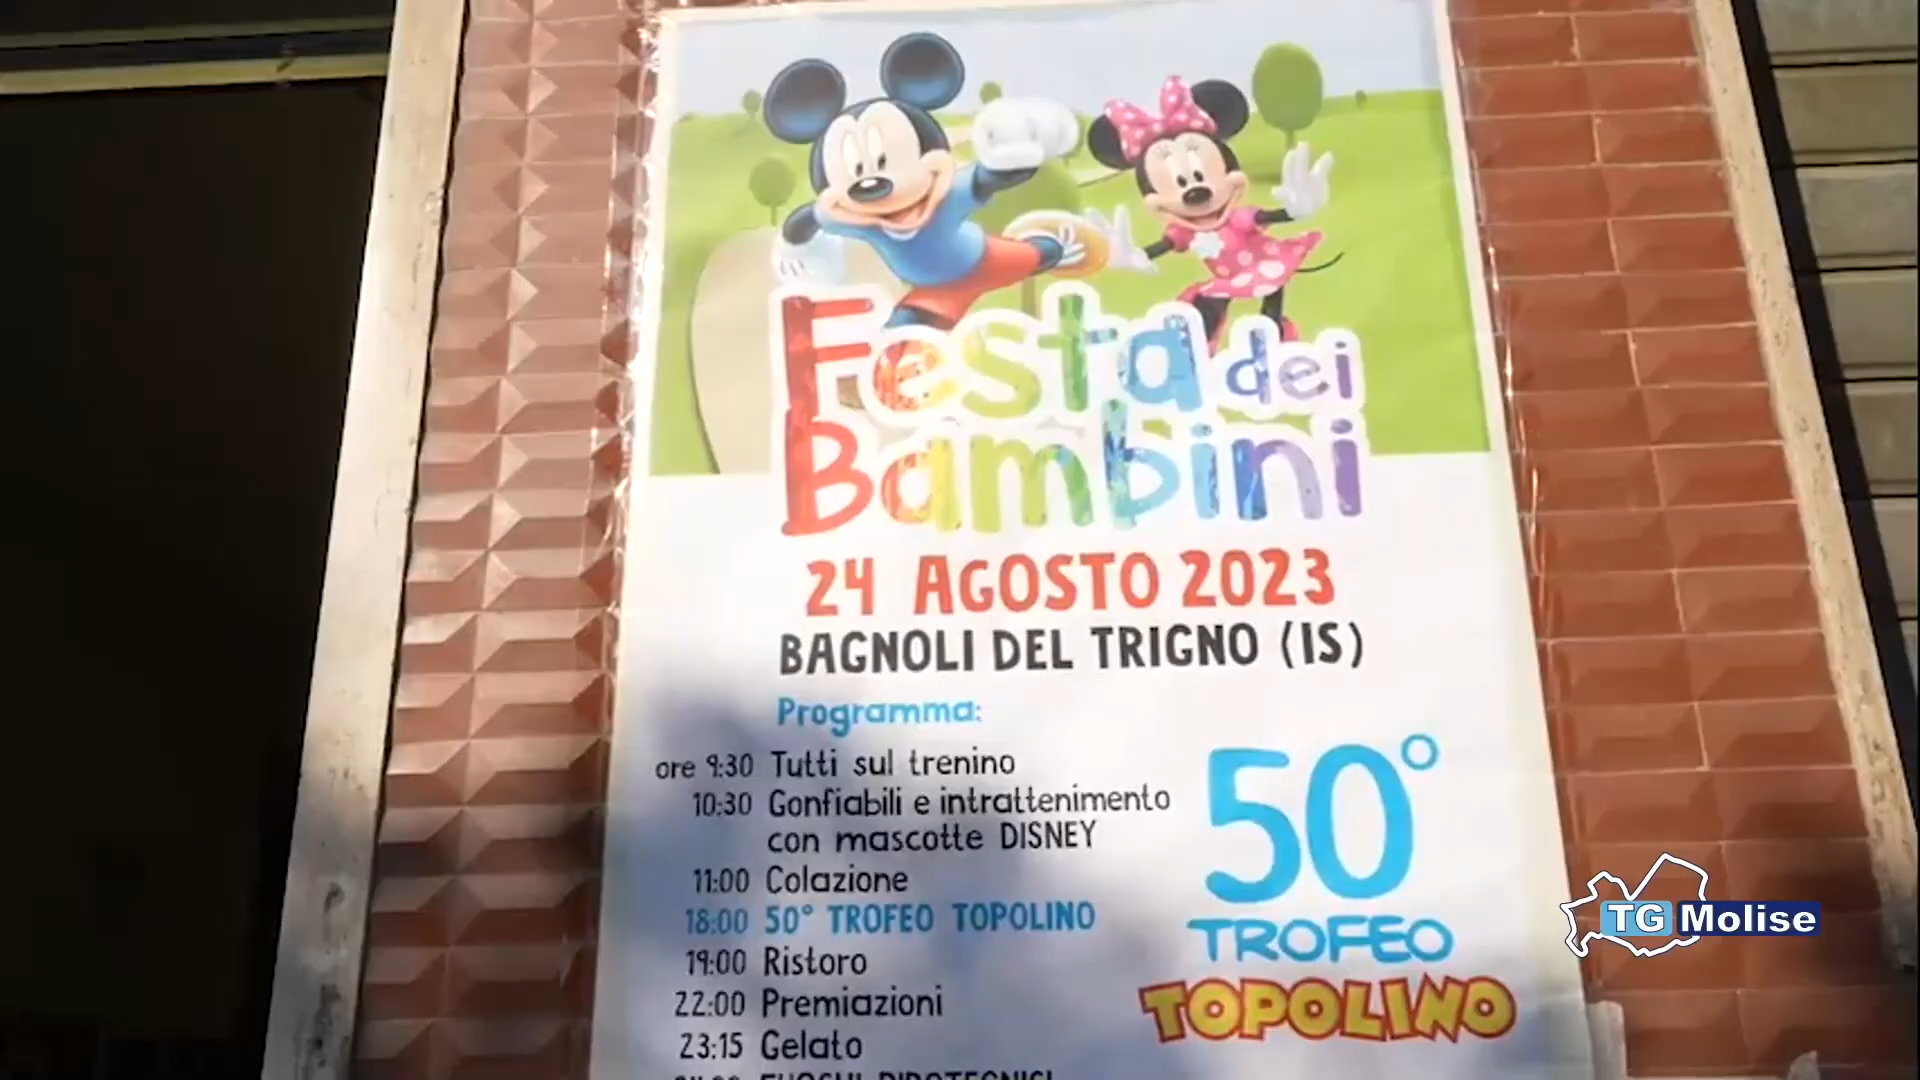 Festa dei
Bambini
24 AGOSTO 2023
BAGNOLI DEL TRIGNO (IS)
Programma:
ore 9:30 Tutti sul trenino
10:30 Gonfiabili e intrattenimento
con mascotte DISNEY
11:00 Colazione
18:00 50° TROFEO TOPOLINO
19:00 Ristoro
22:00 Premiazioni
23:15 Gelato
FUOCHI PIROTECNICI
50°
TROFEO
TOPOLINO
TG Molise